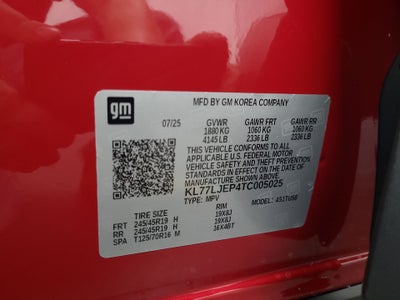 gm
MFD BY GM KOREA COMPANY
07/25 GVWR GAWR FRT GAWR RR
1880 KG 1060 KG 1060 KG
4145 LB 2336 LB 2336 LB
THIS VEHICLE CONFORMS TO ALL
APPLICABLE U.S. FEDERAL MOTOR
VEHICLE SAFETY AND THEFT PREVENTION
STANDARDS IN EFFECT ON THE DATE OF
MANUFACTURE SHOWN ABOVE.
KL77LJEP4TC005025
TYPE: MPV MODEL: 4S1TU58
TIRE SIZE RIM
FRT 245/45R19 H 19X8J
RR 245/45R19 H 19X8J
SPA T125/70R16 M 16X4BT